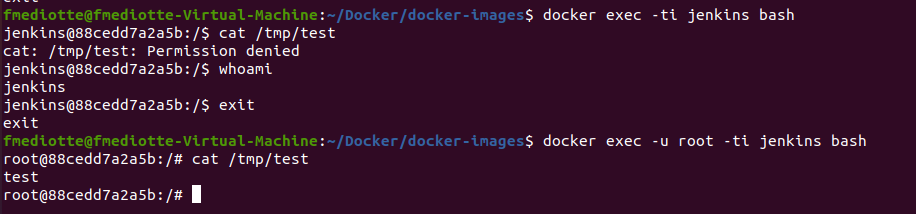 exit
fmediotte@fmediotte-Virtual-Machine:~/Docker/docker-images$ docker exec -ti jenkins bash
jenkins@88cedd7a2a5b:/$ cat /tmp/test
cat: /tmp/test: Permission denied
jenkins@88cedd7a2a5b:/$ whoami
jenkins
jenkins@88cedd7a2a5b:/$ exit
exit
fmediotte@fmediotte-Virtual-Machine:~/Docker/docker-images$ docker exec -u root -ti jenkins bash
root@88cedd7a2a5b:/# cat /tmp/test
test
root@88cedd7a2a5b:/#